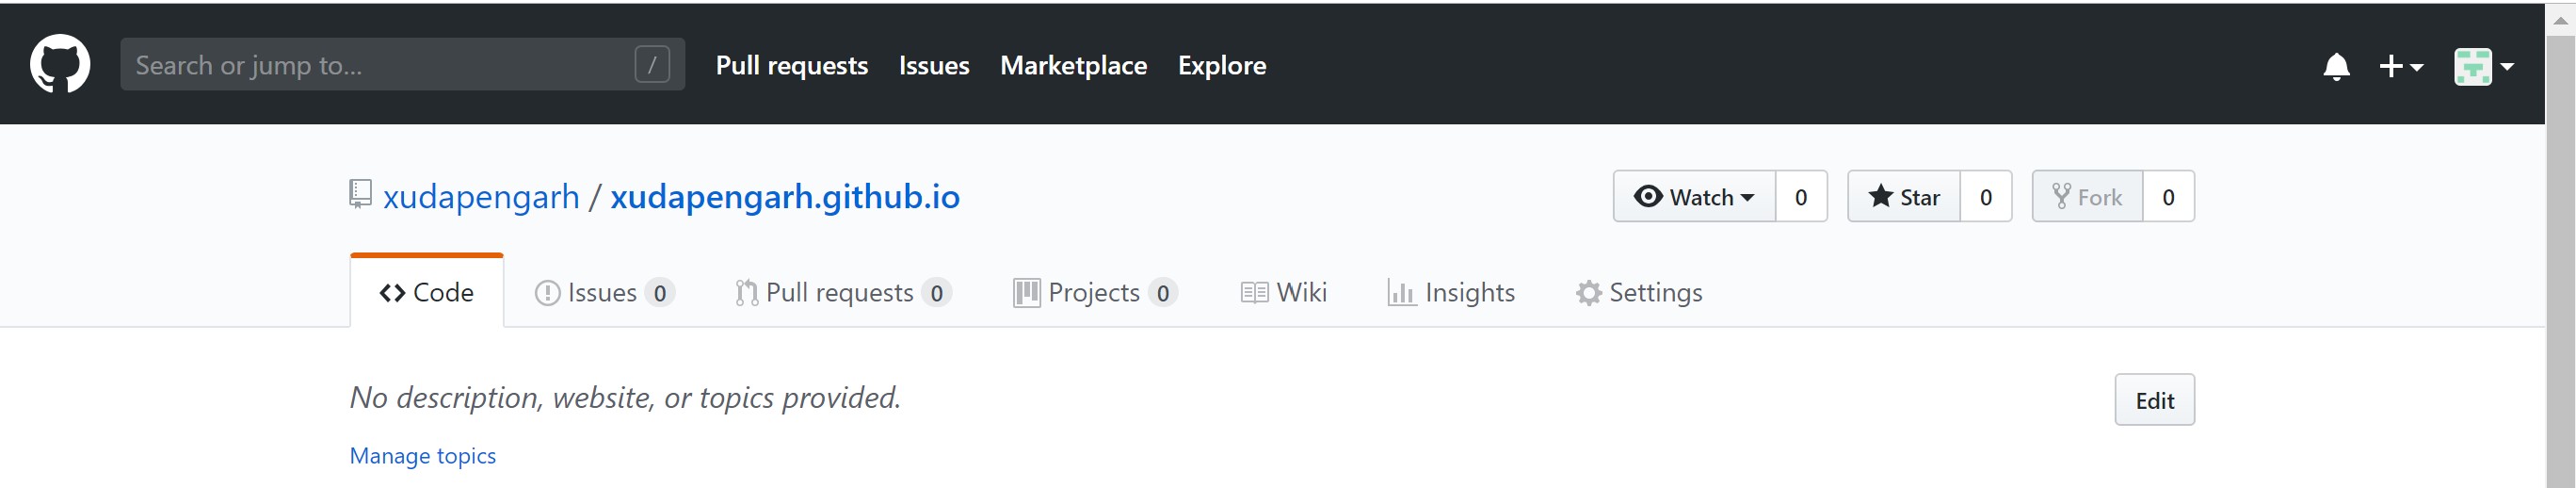 Search or jump to... / Pull requests Issues Marketplace Explore
xudapengarh / xudapengarh.github.io Watch 0 Star 0 Fork 0
Code Issues 0 Pull requests 0 Projects 0 Wiki Insights Settings
No description, website, or topics provided. Edit
Manage topics